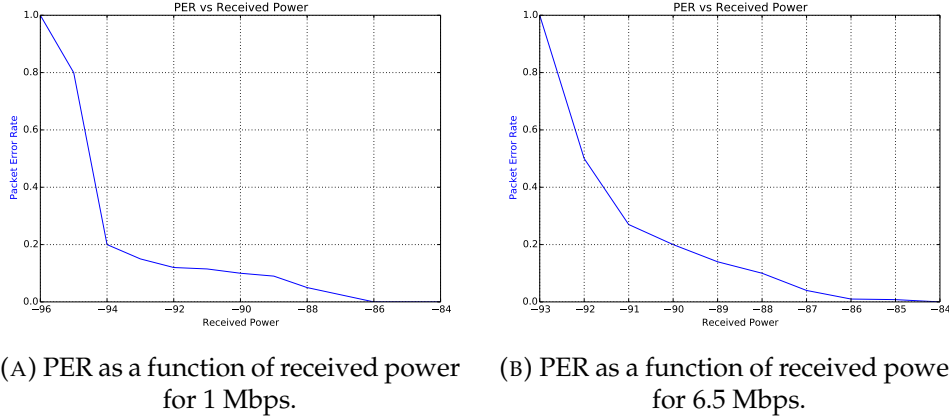 PER vs Received Power
1.0
0.8
0.6
0.4
0.2
0.0
Packet Error Rate
−96 −94 −92 −90 −88 −86 −84
Received Power
(A) PER as a function of received power
for 1 Mbps.
PER vs Received Power
1.0
0.8
0.6
0.4
0.2
0.0
Packet Error Rate
−93 −92 −91 −90 −89 −88 −87 −86 −85 −84
Received Power
(B) PER as a function of received powe
for 6.5 Mbps.